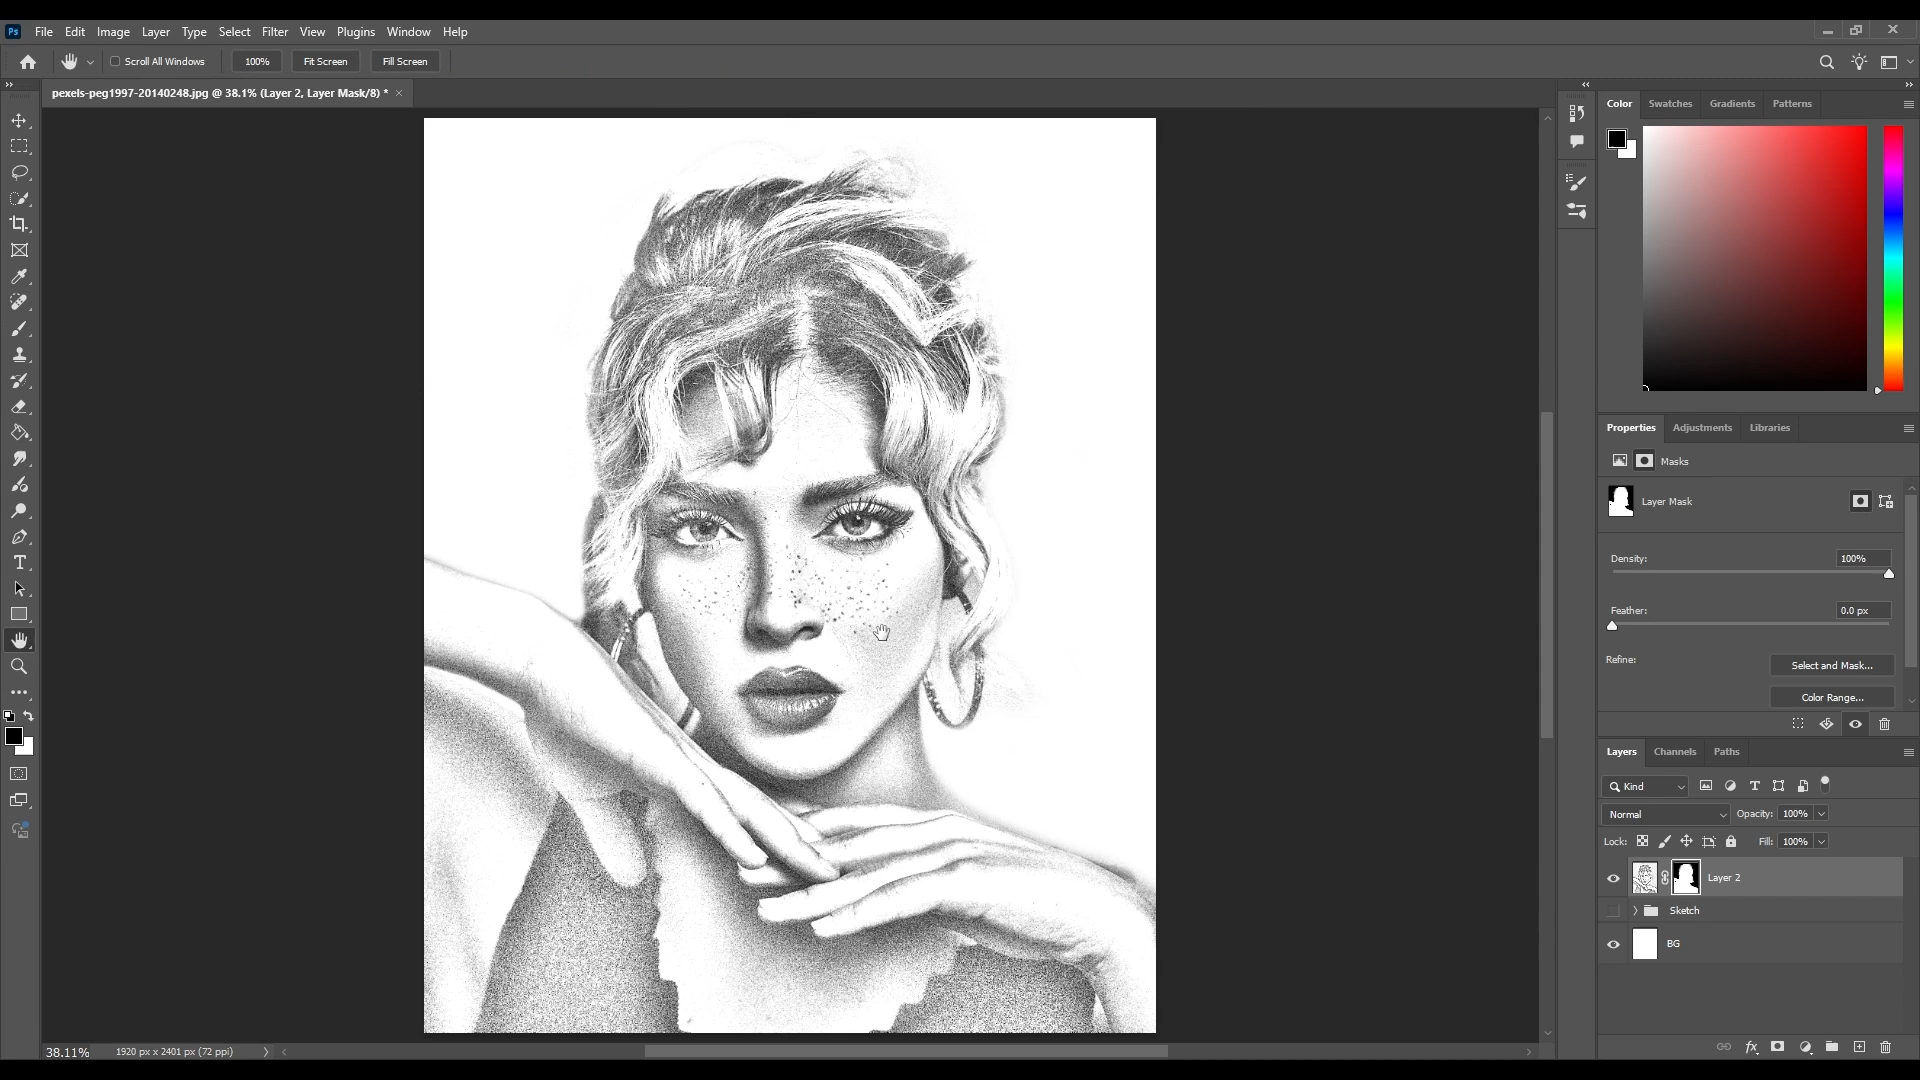 Ps File Edit Image Layer Type Select Filter View Plugins Window Help
Scroll All Windows 100% Fit Screen Fill Screen
pexels-peg1997-20140248.jpg @ 38.1% (Layer 2, Layer Mask/8) *
Color Swatches Gradients Patterns
Properties Adjustments Libraries
Masks
Layer Mask
Density: 100%
Feather: 0.0 px
Refine: Select and Mask...
Color Range...
Layers Channels Paths
Kind
Normal Opacity: 100%
Lock: Fill: 100%
Layer 2
Sketch
BG
38.11% 1920 px x 2401 px (72 ppi)